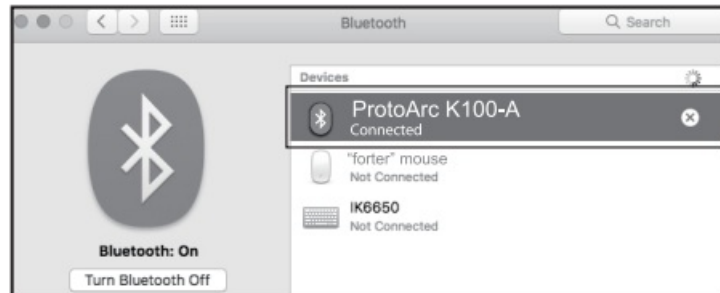 Bluetooth
Search
Devices
ProtoArc K100-A
Connected
"forter" mouse
Not Connected
IK6650
Not Connected
Bluetooth: On
Turn Bluetooth Off